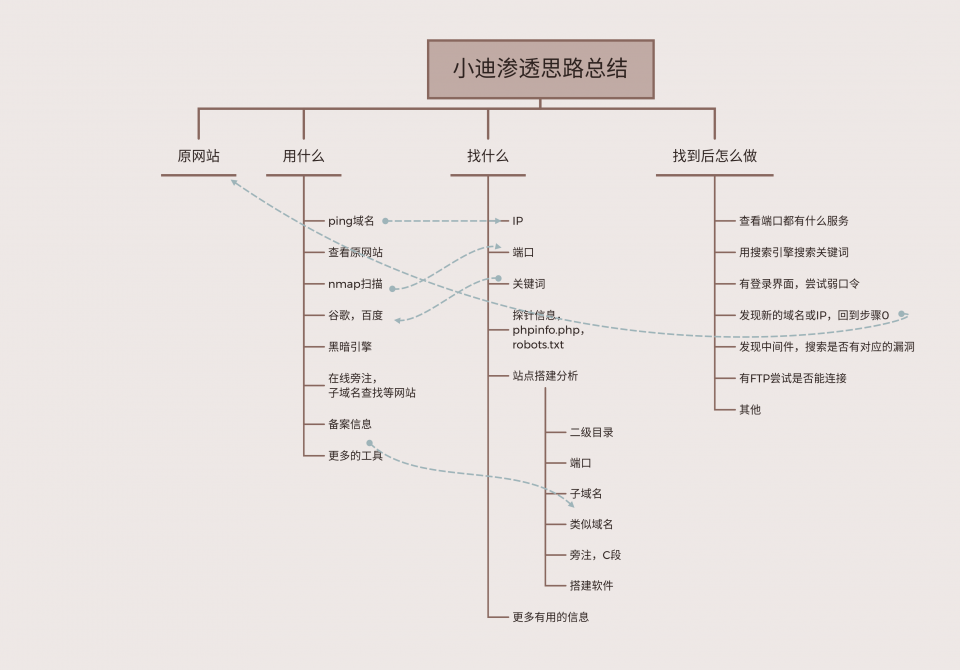 小迪渗透思路总结
原网站
用什么
ping域名
查看原网站
nmap扫描
谷歌，百度
黑暗引擎
在线旁注，
子域名查找等网站
备案信息
更多的工具
找什么
IP
端口
关键词
探针信息，
phpinfo.php，
robots.txt
站点搭建分析
二级目录
端口
子域名
类似域名
旁注，C段
搭建软件
更多有用的信息
找到后怎么做
查看端口都有什么服务
用搜索引擎搜索关键词
有登录界面，尝试弱口令
发现新的域名或IP，回到步骤0
发现中间件，搜索是否有对应的漏洞
有FTP尝试是否能连接
其他